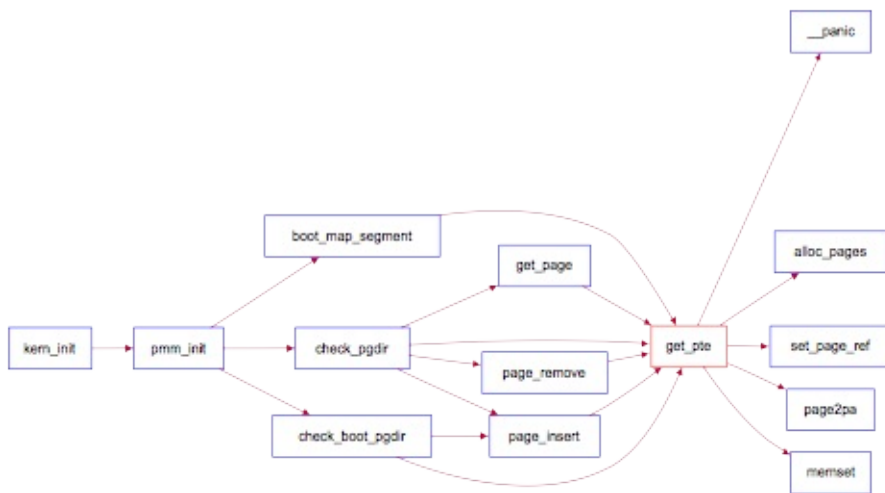 __panic
boot_map_segment
get_page
alloc_pages
kern_init
pmm_init
check_pgdir
get_pte
set_page_ref
page_remove
page2pa
check_boot_pgdir
page_insert
memset